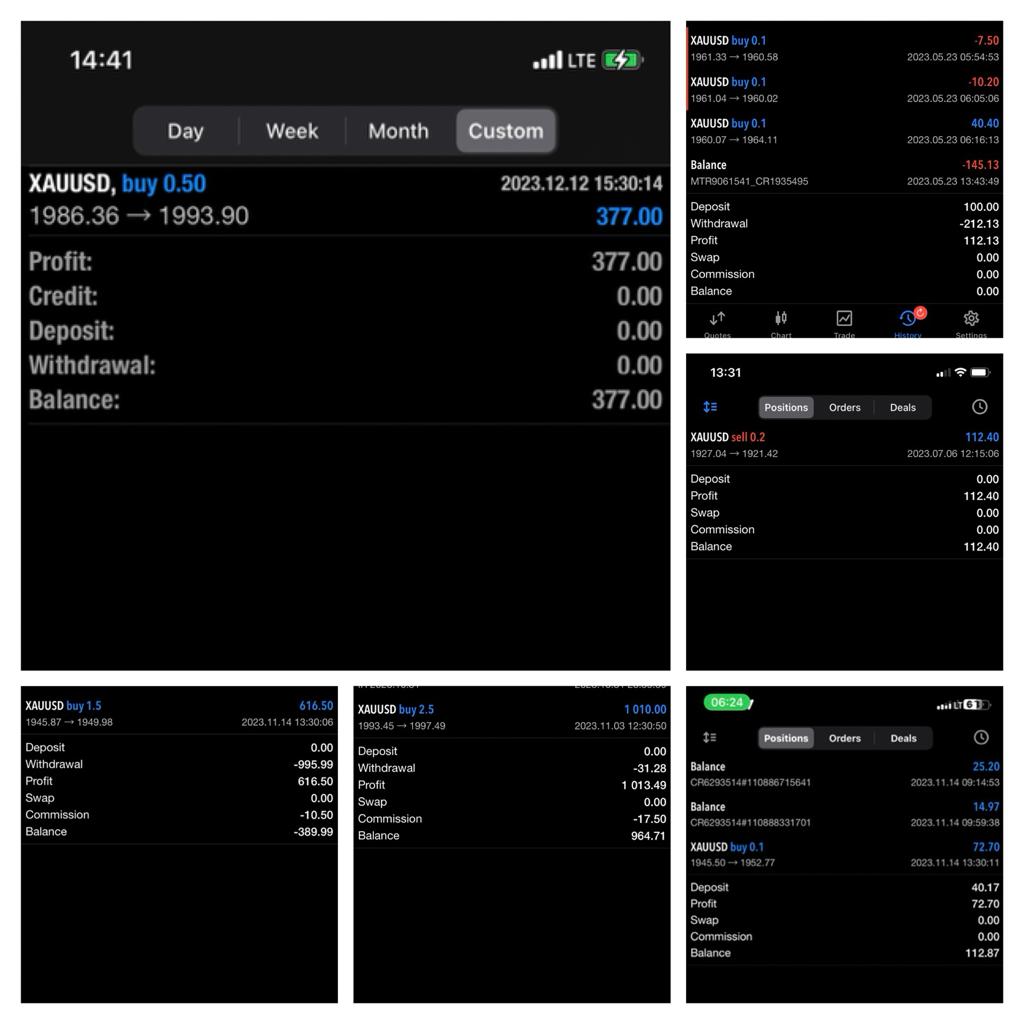 14:41
LTE
Day Week Month Custom
XAUUSD, buy 0.50 2023.12.12 15:30:14
1986.36 → 1993.90 377.00
Profit: 377.00
Credit: 0.00
Deposit: 0.00
Withdrawal: 0.00
Balance: 377.00
XAUUSD buy 0.1 -7.50
1961.33 → 1960.58 2023.05.23 05:54:53
XAUUSD buy 0.1 -10.20
1961.04 → 1960.02 2023.05.23 06:05:06
XAUUSD buy 0.1 40.40
1960.07 → 1964.11 2023.05.23 06:16:13
Balance -145.13
MTR9061541_CR1935495 2023.05.23 13:43:49
Deposit 100.00
Withdrawal -212.13
Profit 112.13
Swap 0.00
Commission 0.00
Balance 0.00
Quotes Chart Trade History Settings
13:31
Positions Orders Deals
XAUUSD sell 0.2 112.40
1927.04 → 1921.42 2023.07.06 12:15:06
Deposit 0.00
Profit 112.40
Swap 0.00
Commission 0.00
Balance 112.40
XAUUSD buy 1.5 616.50
1945.87 → 1949.98 2023.11.14 13:30:06
Deposit 0.00
Withdrawal -995.99
Profit 616.50
Swap 0.00
Commission -10.50
Balance -389.99
XAUUSD buy 2.5 1 010.00
1993.45 → 1997.49 2023.11.03 12:30:50
Deposit 0.00
Withdrawal -31.28
Profit 1 013.49
Swap 0.00
Commission -17.50
Balance 964.71
06:24
Positions Orders Deals
Balance 25.20
CR6293514#110886715641 2023.11.14 09:14:53
Balance 14.97
CR6293514#110888331701 2023.11.14 09:59:38
XAUUSD buy 0.1 72.70
1945.50 → 1952.77 2023.11.14 13:30:11
Deposit 40.17
Profit 72.70
Swap 0.00
Commission 0.00
Balance 112.87